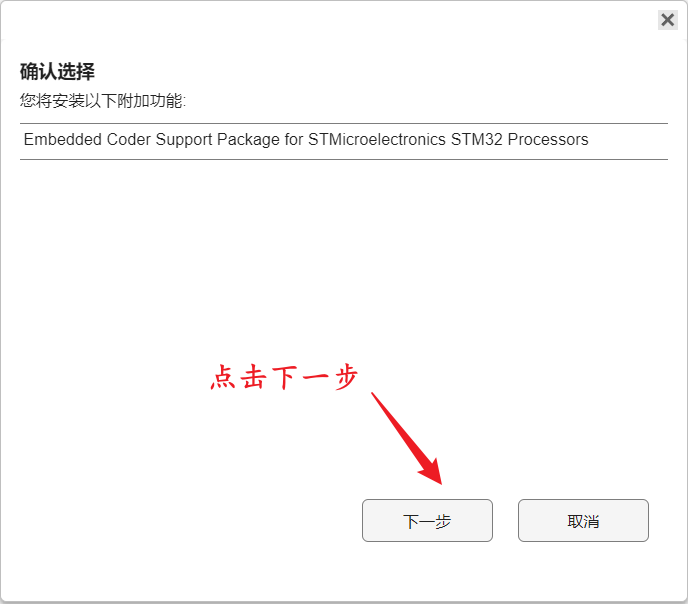 确认选择
您将安装以下附加功能:
Embedded Coder Support Package for STMicroelectronics STM32 Processors
点击下一步
下一步
取消